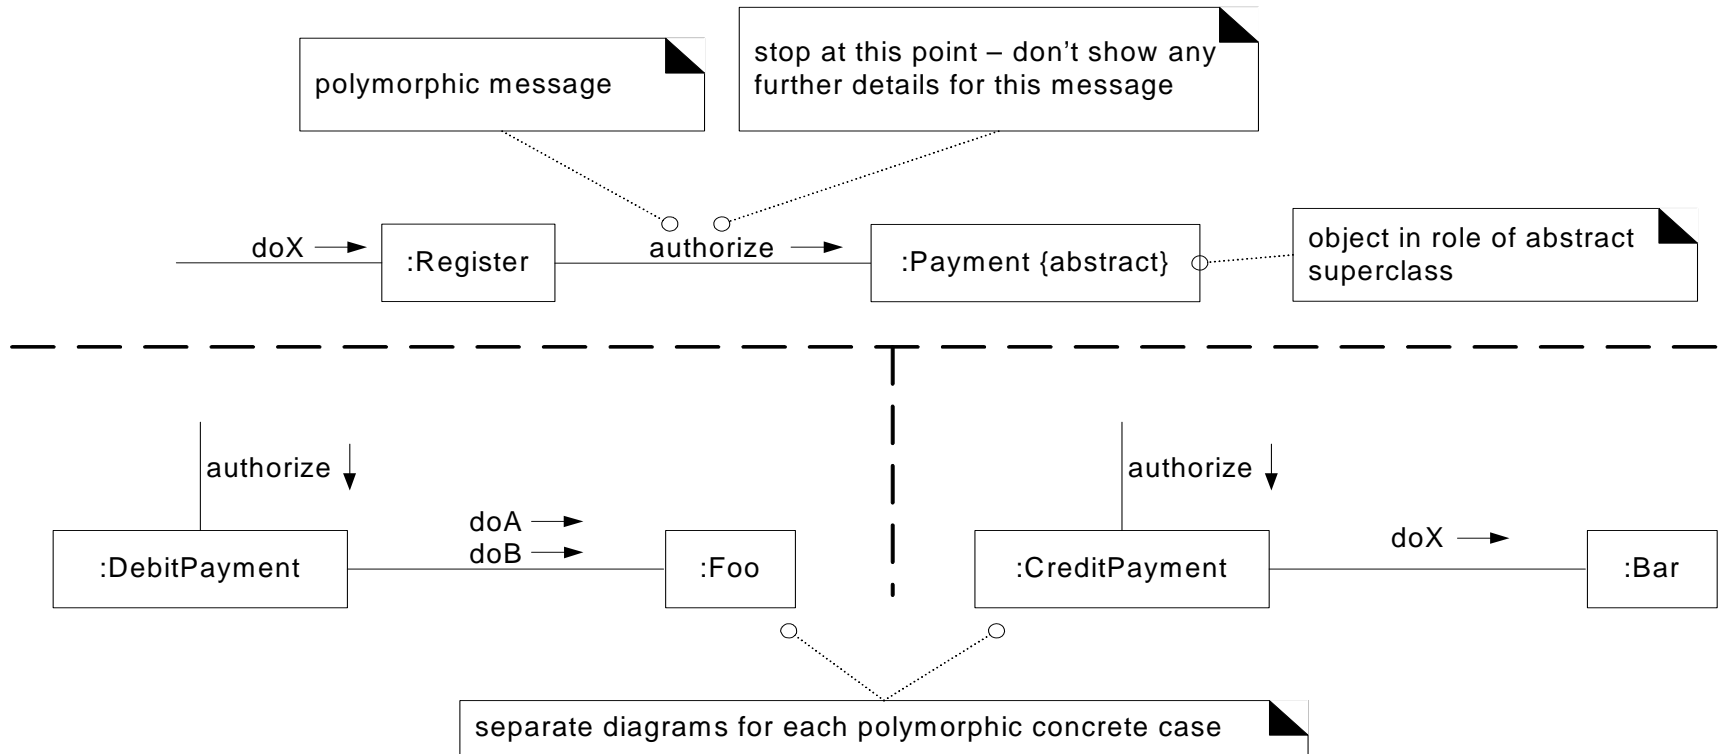 polymorphic message
stop at this point – don't show any
further details for this message
doX
:Register
authorize
:Payment {abstract}
object in role of abstract
superclass
authorize
:DebitPayment
doA
doB
:Foo
authorize
:CreditPayment
doX
:Bar
separate diagrams for each polymorphic concrete case